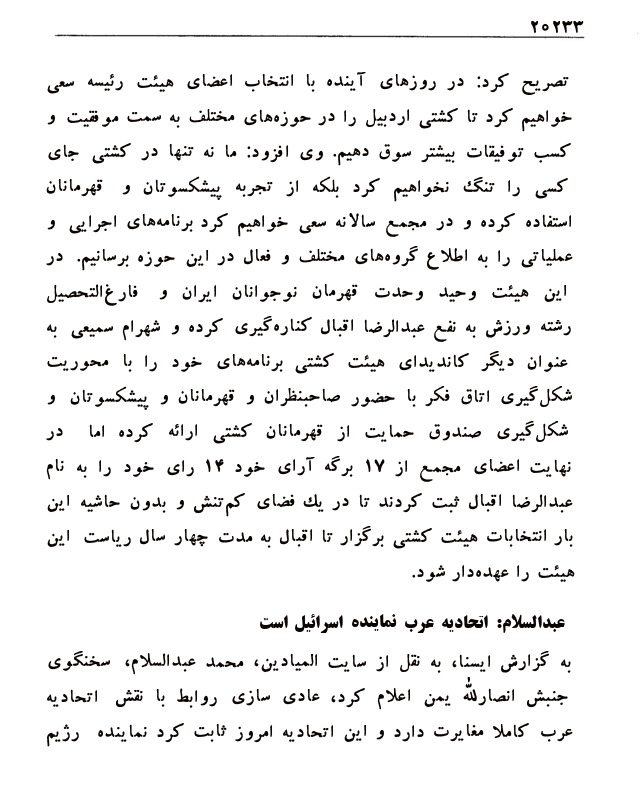 ۲۰۲۳۳
تصریح کرد: در روزهای آینده با انتخاب اعضای هیئت رئیسه سعی
خواهیم کرد تا کشتی اردبیل را در حوزه‌های مختلف به سمت موفقیت و
کسب توفیقات بیشتر سوق دهیم. وی افزود: ما نه تنها در کشتی جای
کسی را تنگ نخواهیم کرد بلکه از تجربه پیشکسوتان و قهرمانان
استفاده کرده و در مجمع سالانه سعی خواهیم کرد برنامه‌های اجرایی و
عملیاتی را به اطلاع گروه‌های مختلف و فعال در این حوزه برسانیم. در
این هیئت وحید وحدت قهرمان نوجوانان ایران و فارغ‌التحصیل
رشته ورزش به نفع عبدالرضا اقبال کناره‌گیری کرده و شهرام سمیعی به
عنوان دیگر کاندیدای هیئت کشتی برنامه‌های خود را با محوریت
شکل‌گیری اتاق فکر با حضور صاحبنظران و قهرمانان و پیشکسوتان و
شکل‌گیری صندوق حمایت از قهرمانان کشتی ارائه کرده اما در
نهایت اعضای مجمع از ۱۷ برگه آرای خود ۱۴ رای خود را به نام
عبدالرضا اقبال ثبت کردند تا در یك فضای کم‌تنش و بدون حاشیه این
بار انتخابات هیئت کشتی برگزار تا اقبال به مدت چهار سال ریاست این
هیئت را عهده‌دار شود.
عبدالسلام: اتحادیه عرب نماینده اسرائیل است
به گزارش ایسنا، به نقل از سایت المیادین، محمد عبدالسلام، سخنگوی
جنبش انصارالله یمن اعلام کرد، عادی سازی روابط با نقش اتحادیه
عرب کاملا مغایرت دارد و این اتحادیه امروز ثابت کرد نماینده رژیم